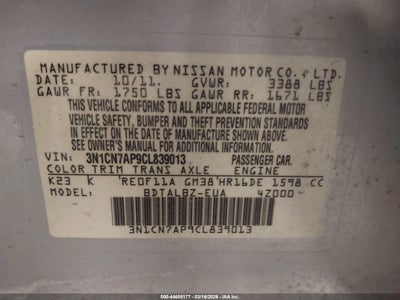 MANUFACTURED BY NISSAN MOTOR CO., LTD.
DATE: 10/11. GVWR: 3388 LBS
GAWR FR: 1750 LBS GAWR RR: 1671 LBS
THIS VEHICLE CONFORMS TO ALL APPLICABLE FEDERAL MOTOR
VEHICLE SAFETY, BUMPER AND THEFT PREVENTION STANDARDS
IN EFFECT ON THE DATE OF MANUFACTURE SHOWN ABOVE.
SEE OWNER'S MANUAL FOR ADDITIONAL INFORMATION.
VIN: 3N1CN7AP9CL839013 PASSENGER CAR.
COLOR TRIM TRANS AXLE ENGINE
K23 K RE0F11A GM38 HR16DE 1598 CC
MODEL: BDTALBZ-EUA 4Z000
3N1CN7AP9CL839013
000-44608177 - 03/16/2026 - IAA, Inc.